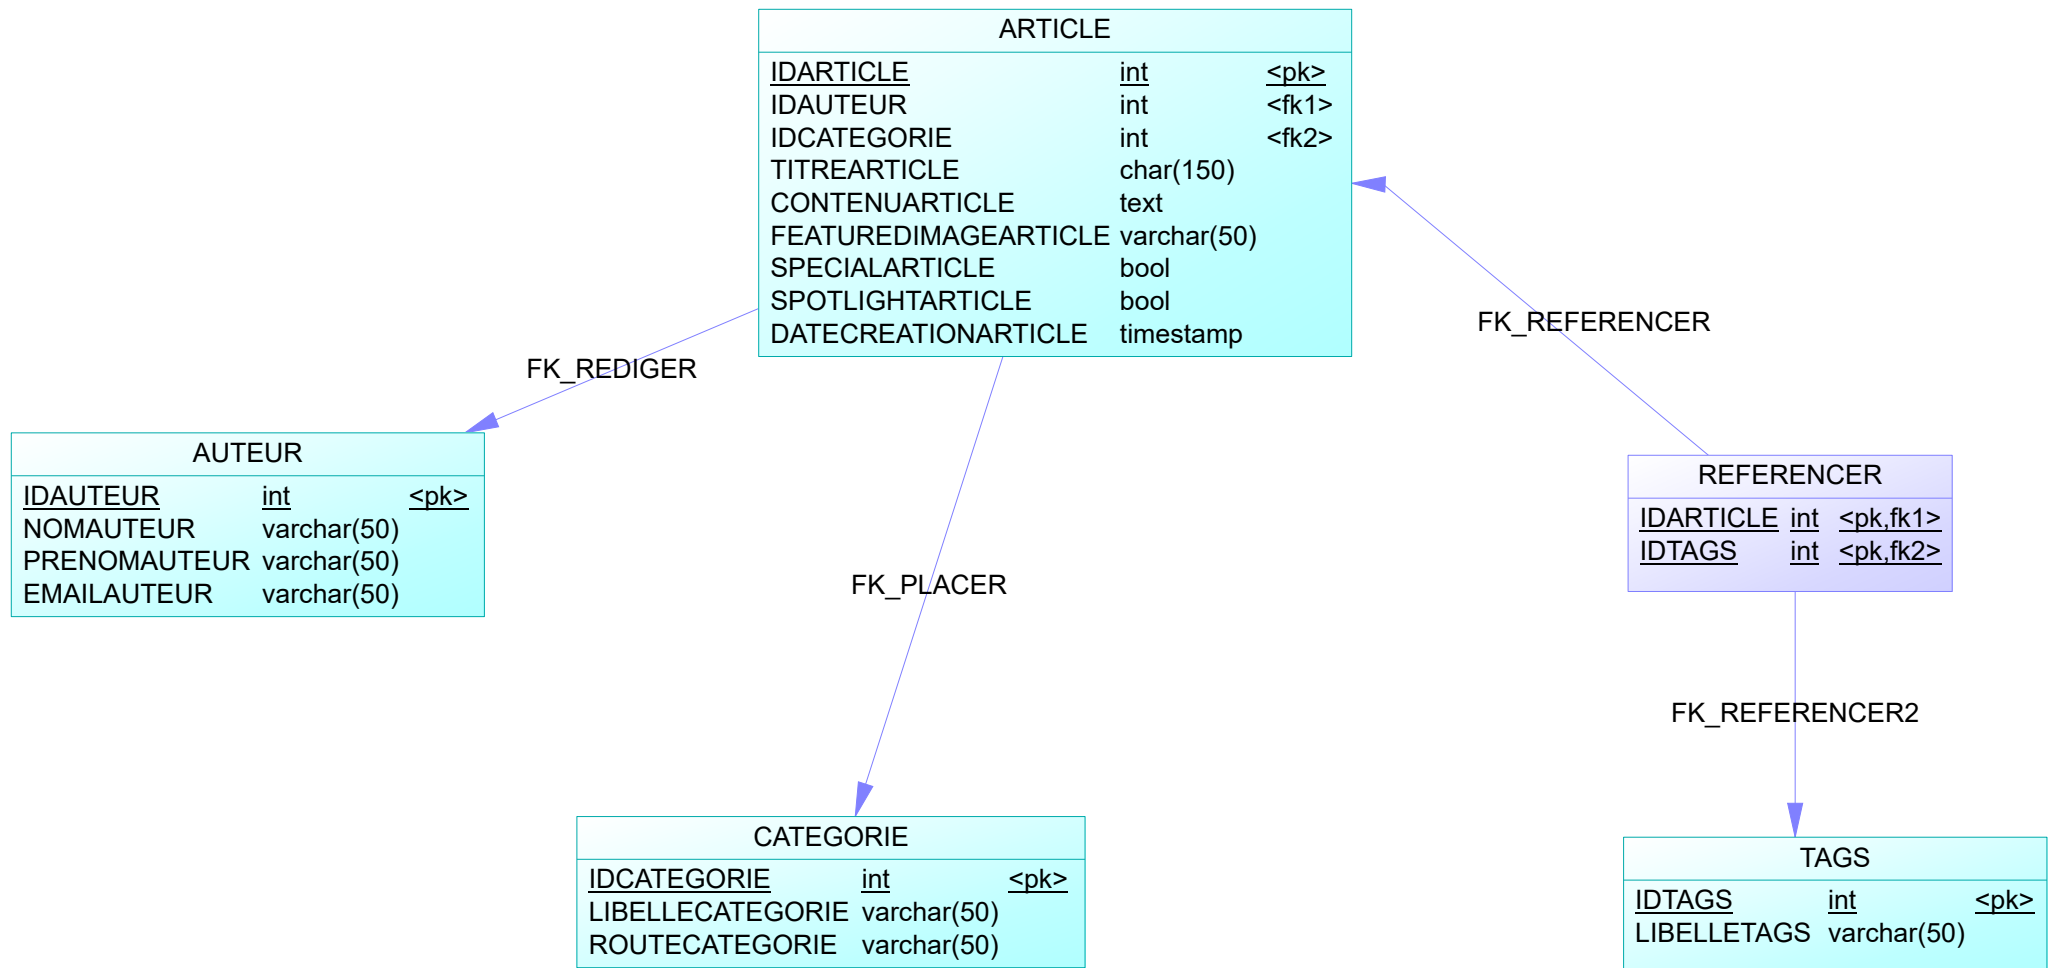 ARTICLE
IDARTICLE int <pk>
IDAUTEUR int <fk1>
IDCATEGORIE int <fk2>
TITREARTICLE char(150)
CONTENUARTICLE text
FEATUREDIMAGEARTICLE varchar(50)
SPECIALARTICLE bool
SPOTLIGHTARTICLE bool
DATECREATIONARTICLE timestamp
FK_REFERENCER
FK_REDIGER
AUTEUR
IDAUTEUR int <pk>
NOMAUTEUR varchar(50)
PRENOMAUTEUR varchar(50)
EMAILAUTEUR varchar(50)
REFERENCER
IDARTICLE int <pk,fk1>
IDTAGS int <pk,fk2>
FK_PLACER
FK_REFERENCER2
CATEGORIE
IDCATEGORIE int <pk>
LIBELLECATEGORIE varchar(50)
ROUTECATEGORIE varchar(50)
TAGS
IDTAGS int <pk>
LIBELLETAGS varchar(50)